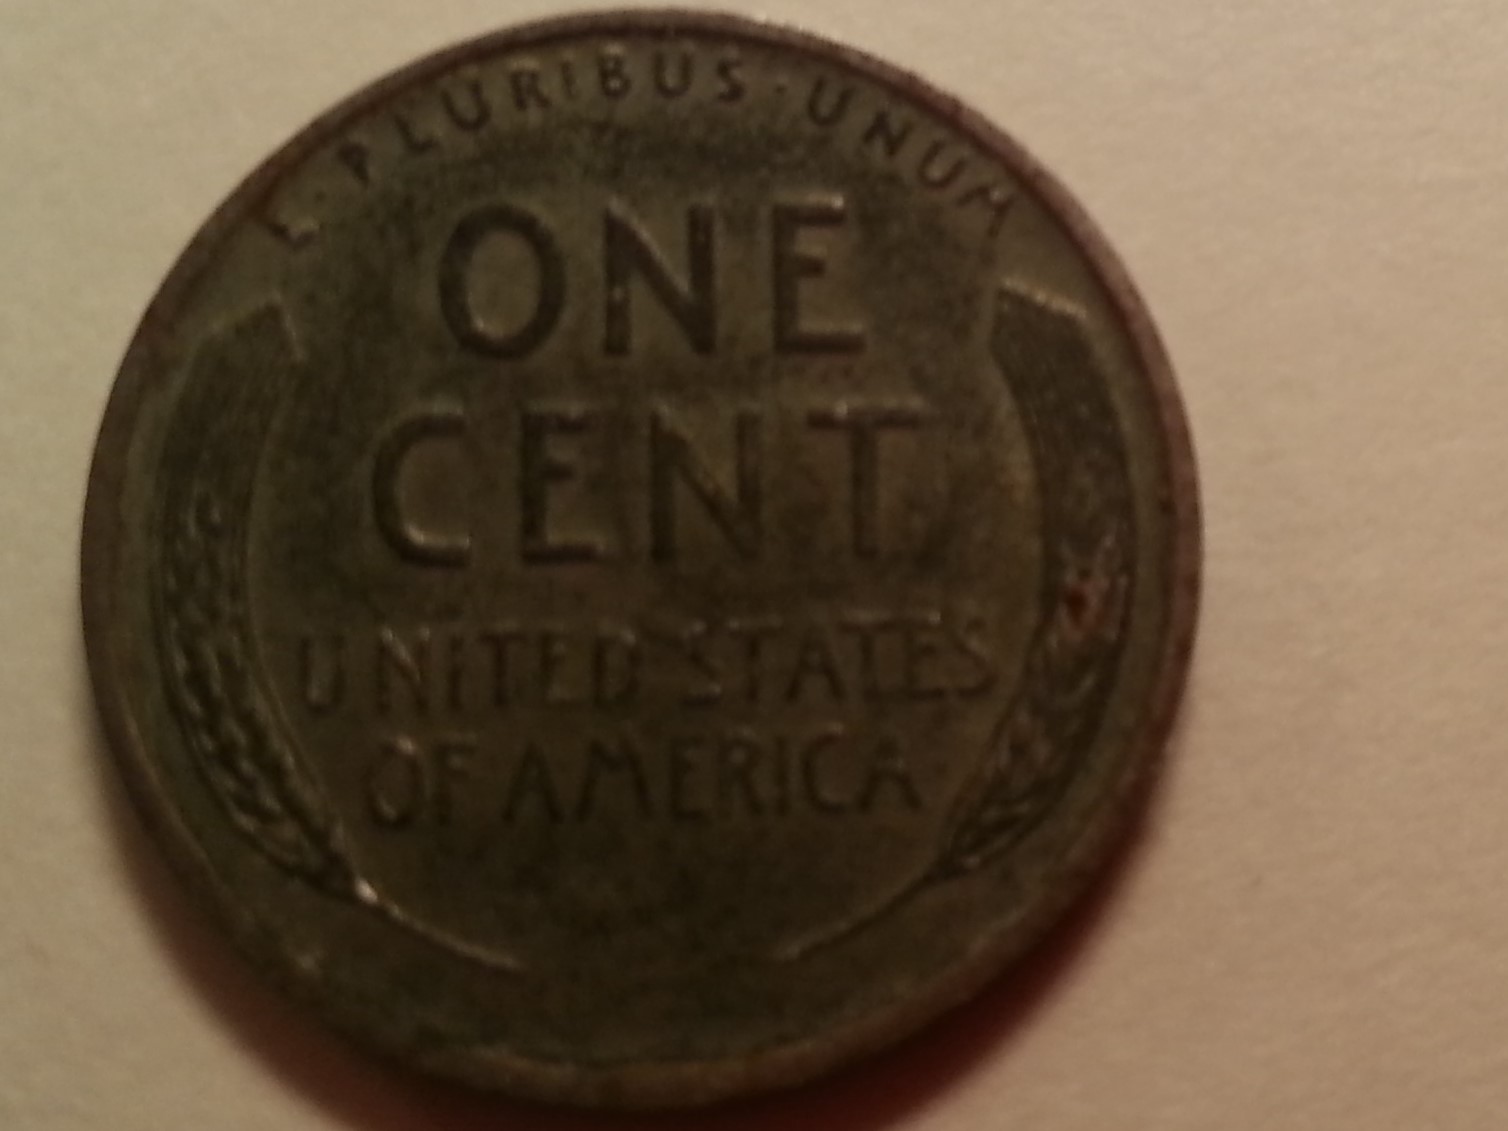 E·PLURIBUS·UNUM
ONE
CENT
UNITED STATES
OF AMERICA